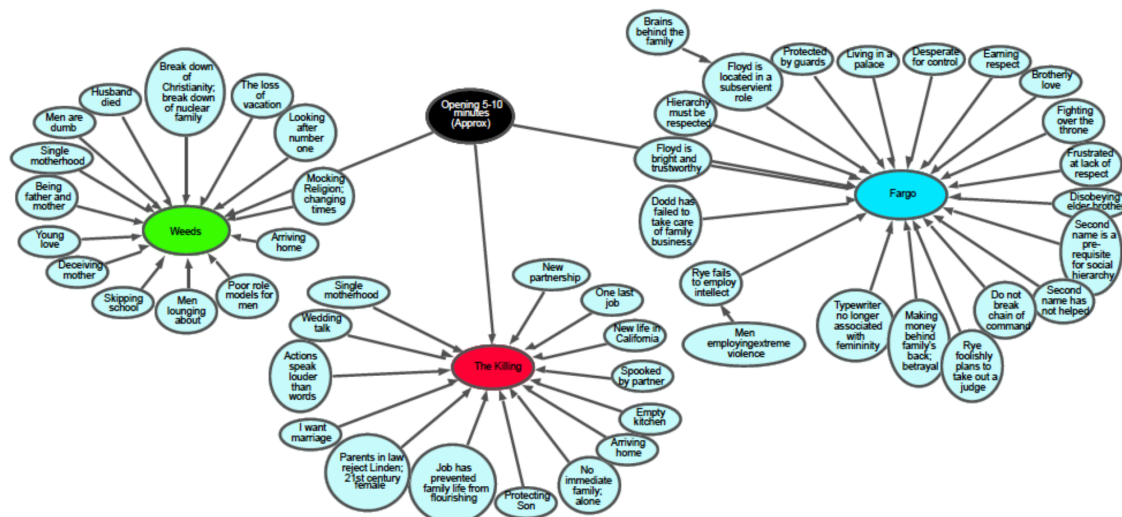 Opening 5-10
minutes
(Approx)
Break down
of
Christianity;
break down
of nuclear
family
Husband
died
The loss
of
vacation
Men are
dumb
Looking
after
number
one
Single
motherhood
Being
father and
mother
Mocking
Religion;
changing
times
Weeds
Young
love
Arriving
home
Deceiving
mother
Skipping
school
Men
lounging
about
Poor role
models for
men
Single
motherhood
New
partnership
One last
job
Wedding
talk
New life in
California
Actions
speak
louder
than
words
The Killing
Spooked
by partner
I want
marriage
Empty
kitchen
Arriving
home
Parents in
law reject
Linden;
21st century
female
Job has
prevented
family life from
flourishing
Protecting
Son
No
immediate
family;
alone
Brains
behind the
family
Floyd is
located in a
subservient
role
Protected
by guards
Living in a
palace
Desperate
for control
Earning
respect
Brotherly
love
Hierarchy
must be
respected
Fighting
over the
throne
Floyd is
bright and
trustworthy
Frustrated
at lack of
respect
Fargo
Dodd has
failed to
take care of
family
business
Disobeying
elder brother
Second
name is a
pre-
requisite
for social
hierarchy
Rye fails
to employ
intellect
Men
employingextreme
violence
Typewriter
no longer
associated
with
femininity
Making
money
behind
family's
back;
betrayal
Rye
foolishly
plans to
take out a
judge
Do not
break
chain of
command
Second
name has
not helped